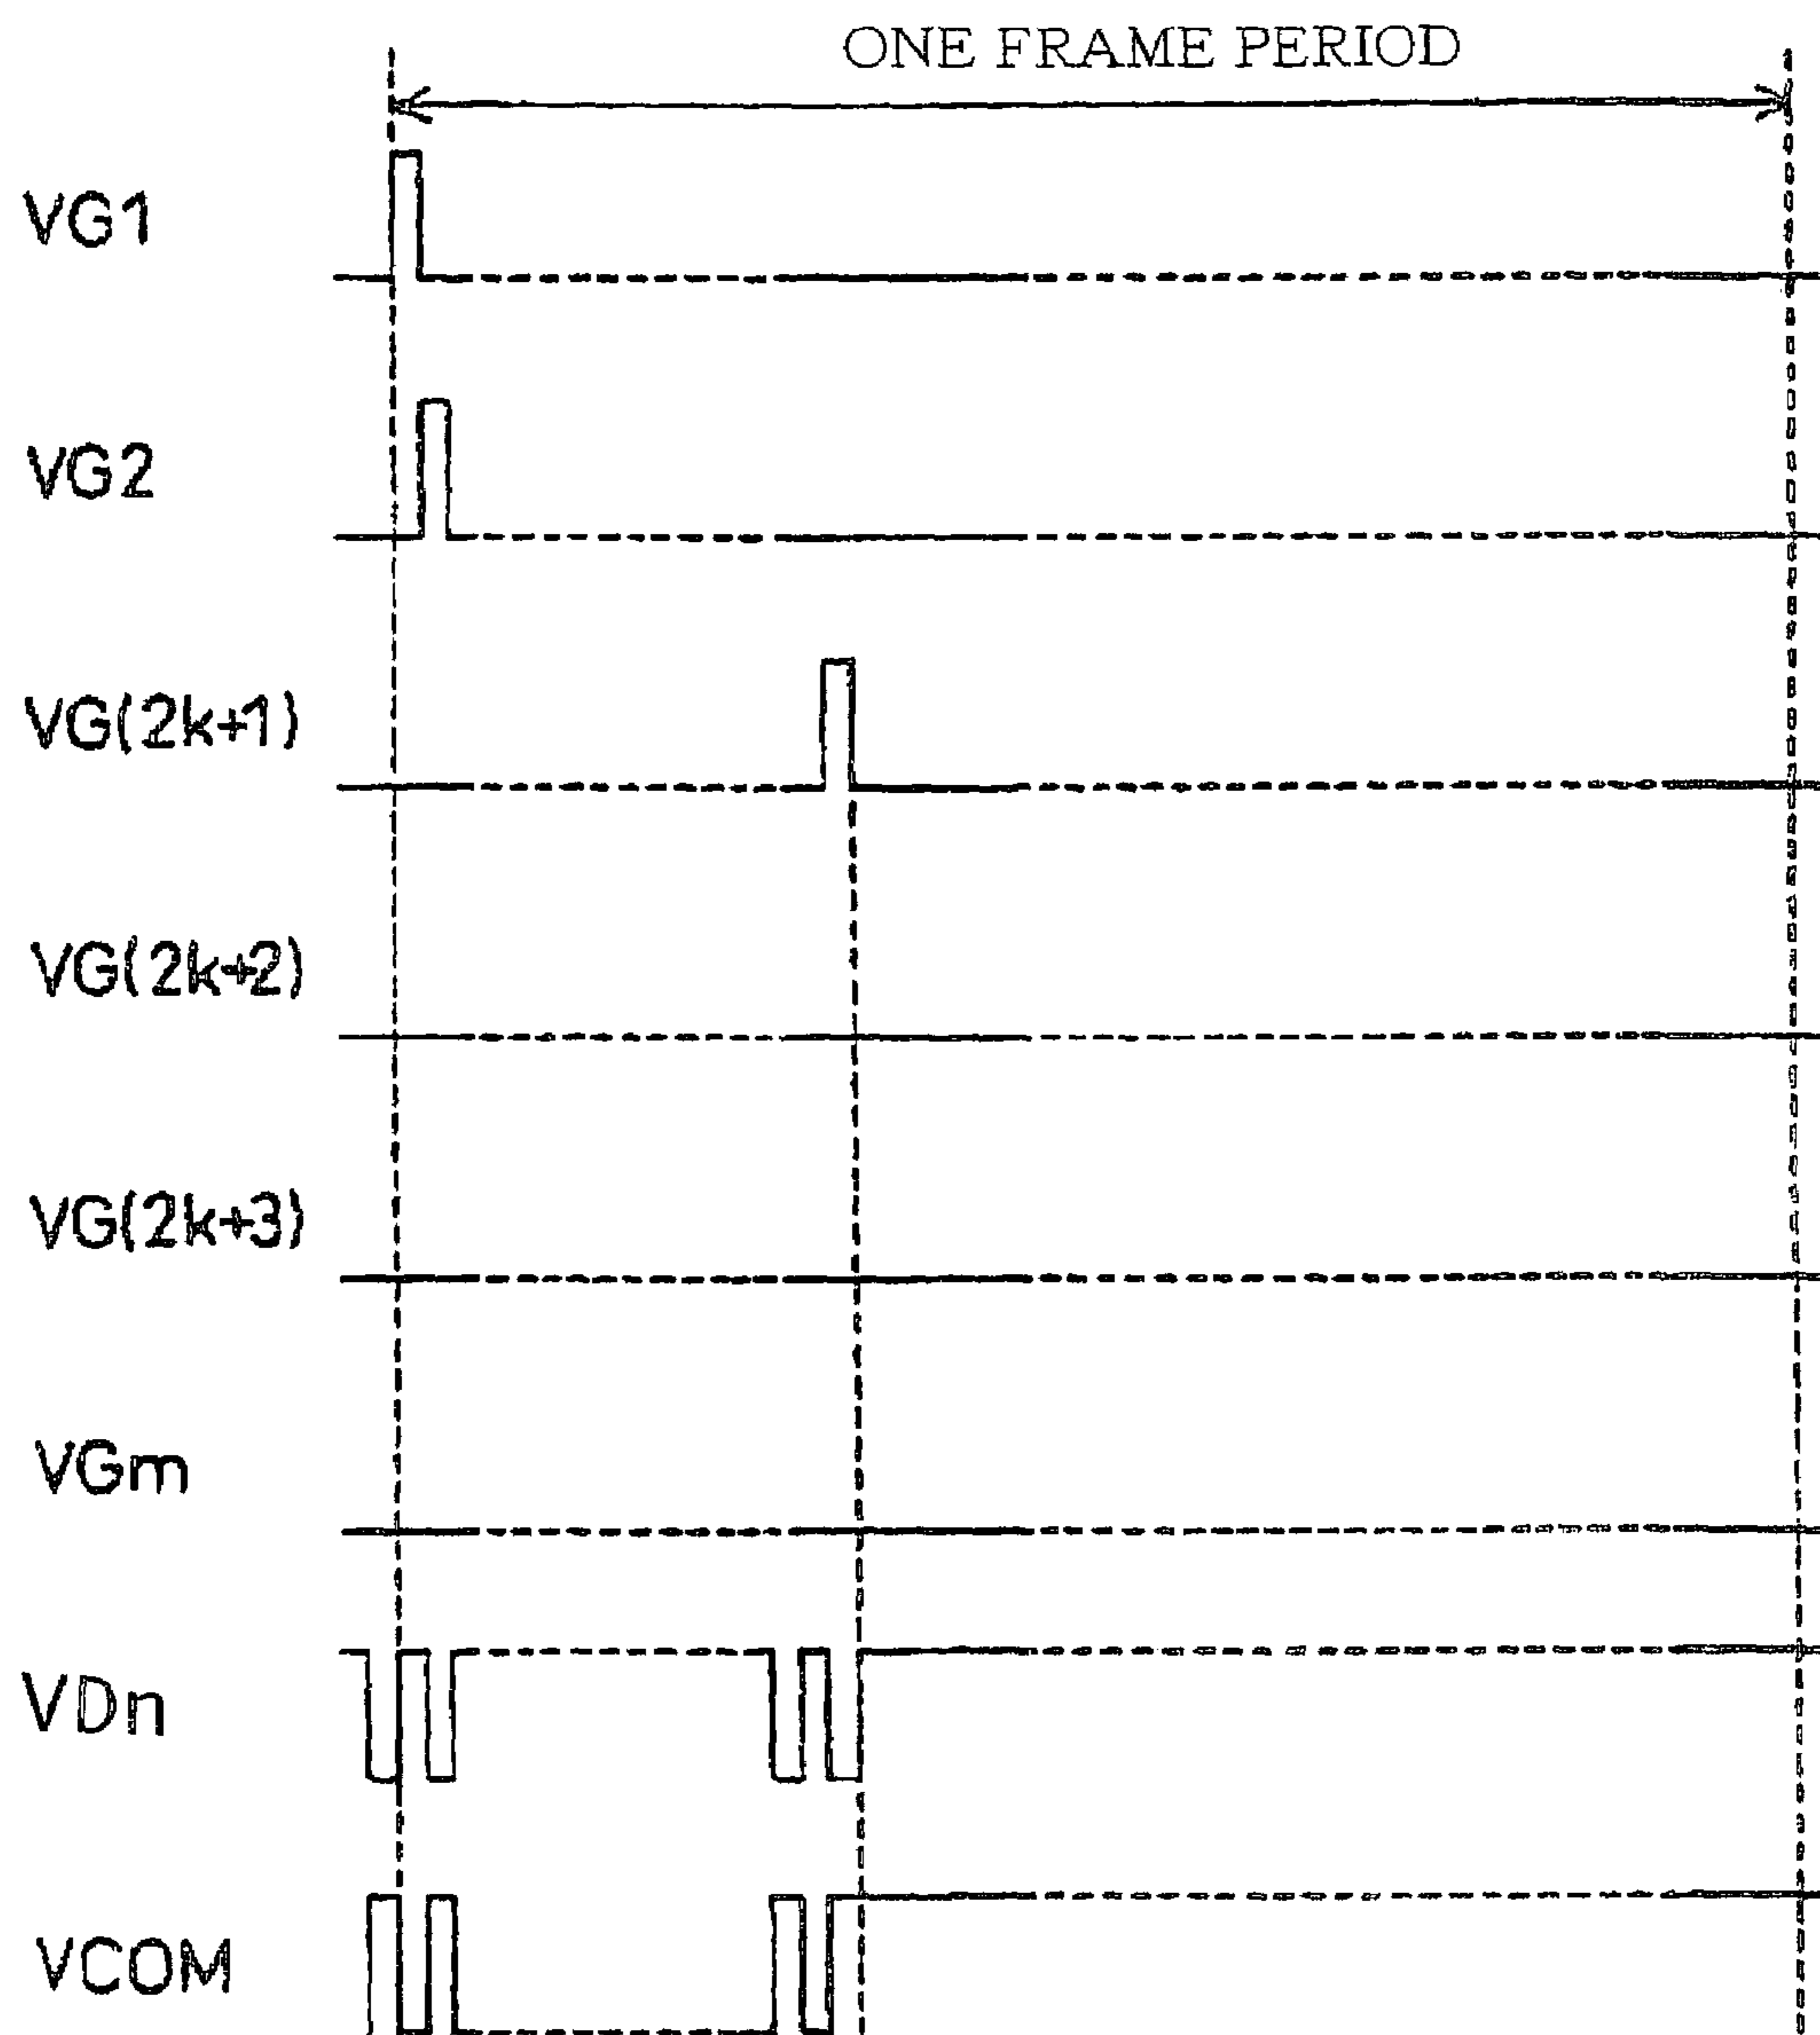 ONE FRAME PERIOD
VG1
VG2
VG(2k+1)
VG(2k+2)
VG(2k+3)
VGm
VDn
VCOM